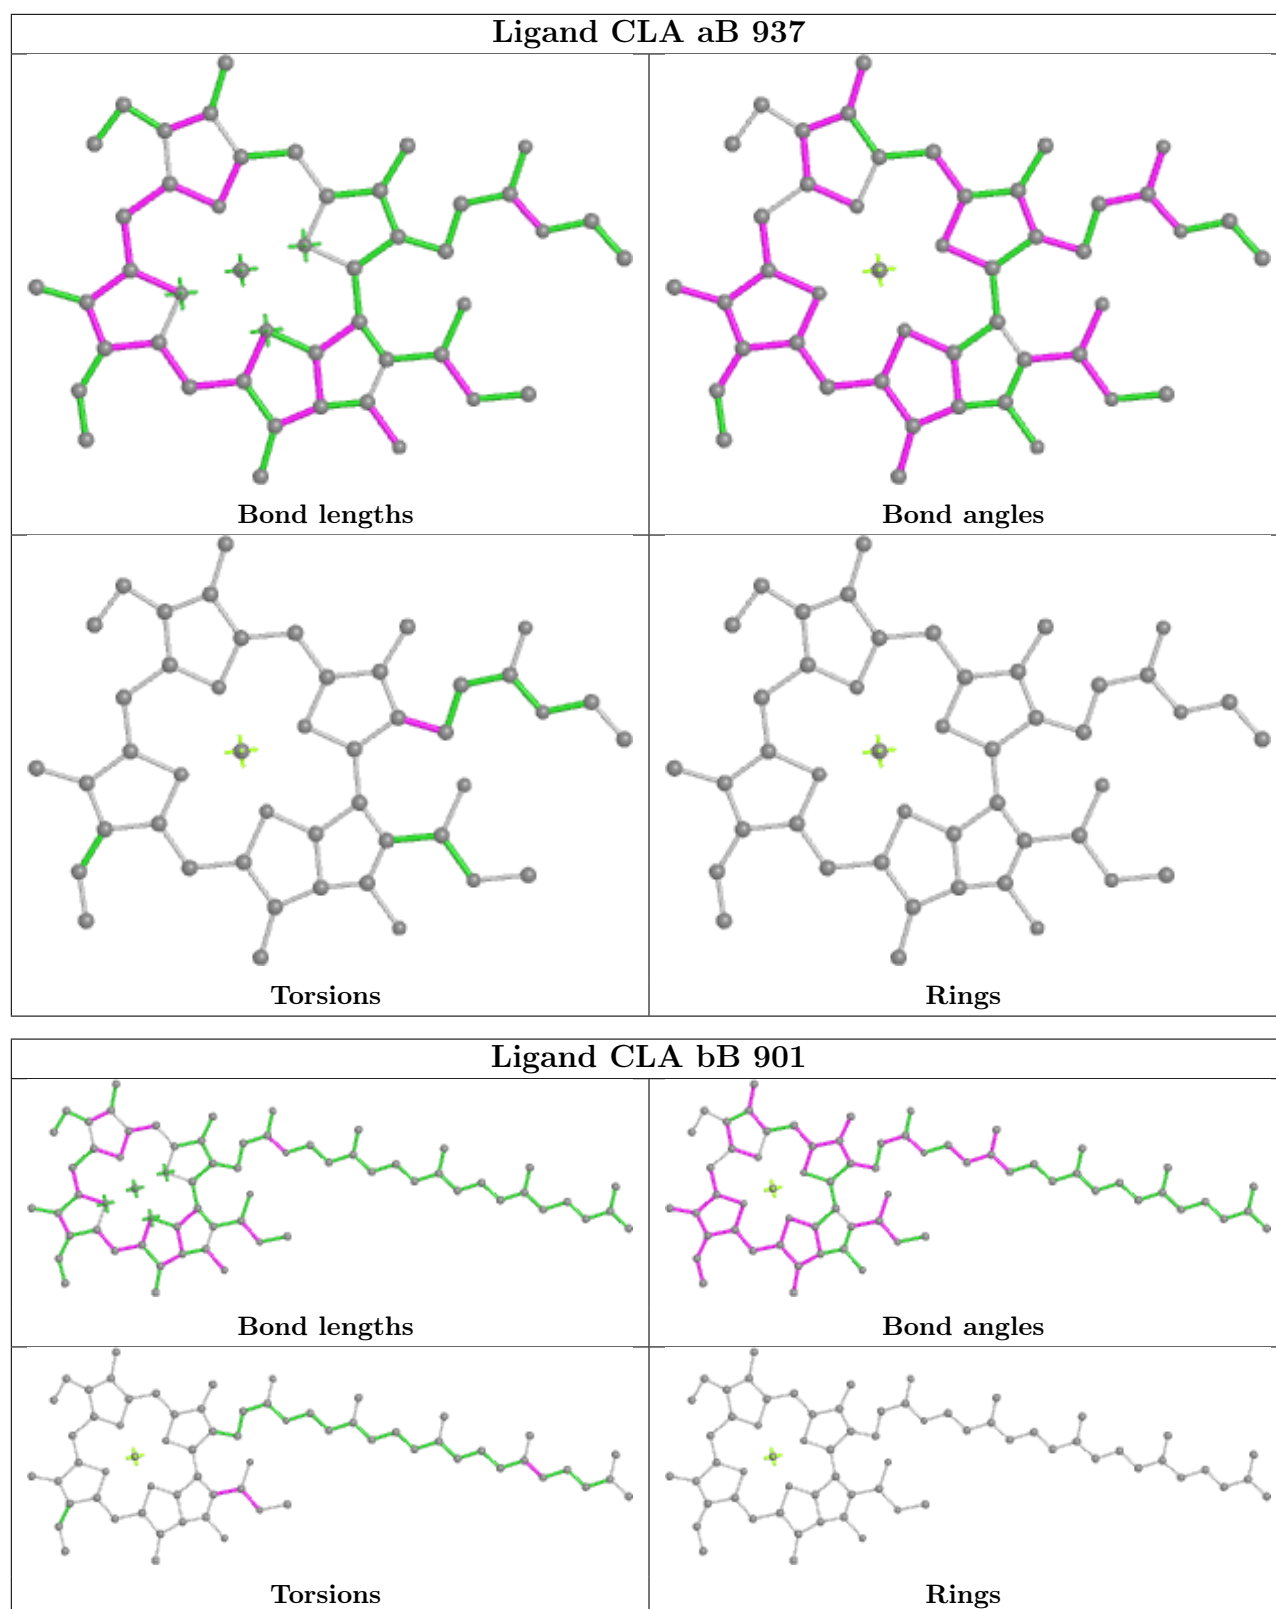 Ligand CLA aB 937
Bond lengths
Bond angles
Torsions
Rings
Ligand CLA bB 901
Bond lengths
Bond angles
Torsions
Rings